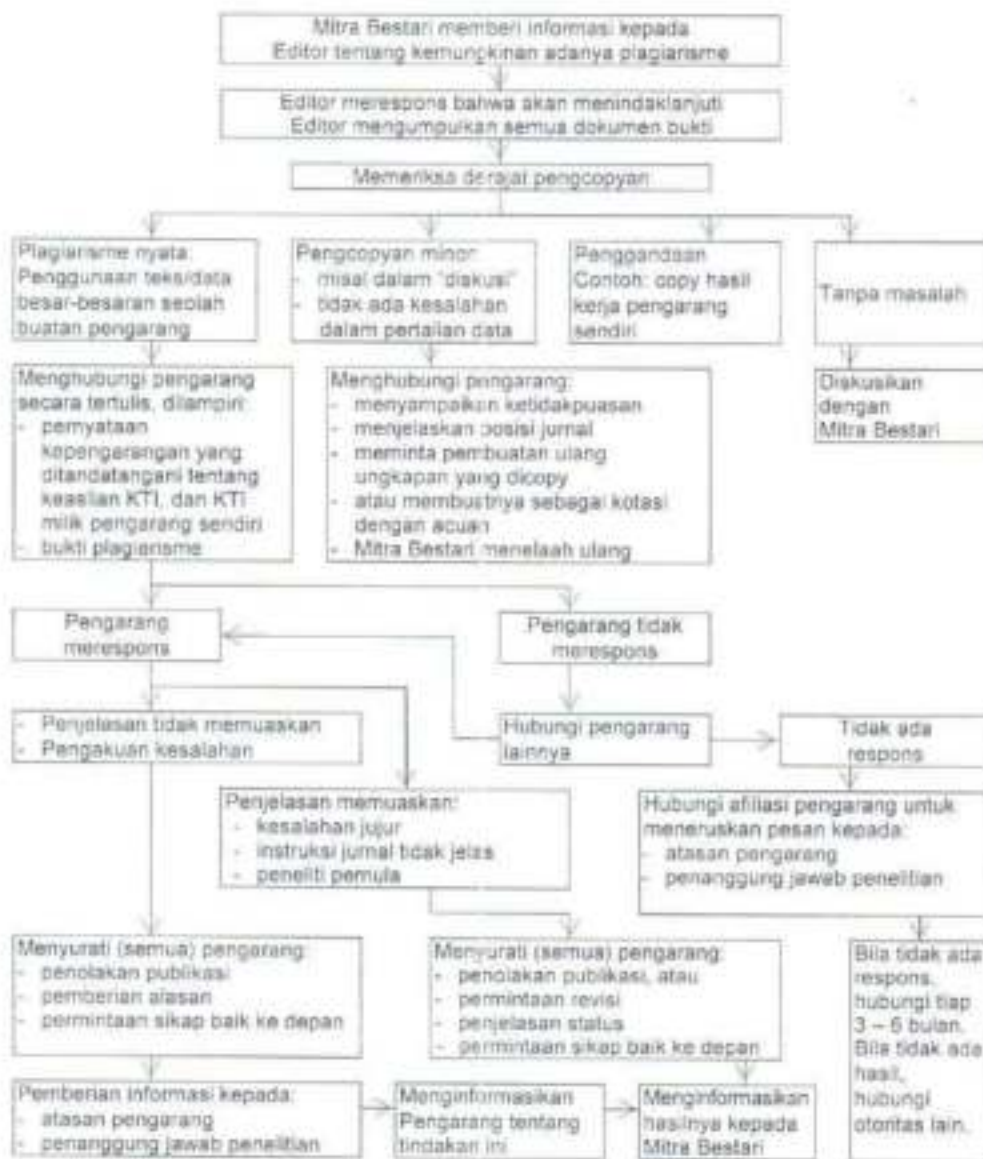 Mitra Bestari memberi informasi kepada
Editor tentang kemungkinan adanya plagiarisme
Editor merespons bahwa akan menindaklanjuti
Editor mengumpulkan semua dokumen bukti
Memeriksa derajat pengcopyan
Plagiarisme nyata:
Penggunaan teks/data
besar-besaran seolah
buatan pengarang
Pengcopyan minor:
- misal dalam "diskusi"
- tidak ada kesalahan
dalam pertalian data
Penggandaan
Contoh: copy hasil
kerja pengarang
sendiri
Tanpa masalah
Menghubungi pengarang
secara tertulis, dilampiri:
- pernyataan
kepengarangan yang
ditandatangani tentang
keaslian KTI, dan KTI
milik pengarang sendiri
- bukti plagiarisme
Menghubungi pengarang:
- menyampaikan ketidakpuasan
- menjelaskan posisi jurnal
- meminta pembuatan ulang
ungkapan yang dicopy
- atau membuatnya sebagai kotasi
dengan acuan
- Mitra Bestari menelaah ulang
Diskusikan
dengan
Mitra Bestari
Pengarang
merespons
Pengarang tidak
merespons
- Penjelasan tidak memuaskan
- Pengakuan kesalahan
Hubungi pengarang
lainnya
Tidak ada
respons
Penjelasan memuaskan:
- kesalahan jujur
- instruksi jurnal tidak jelas
- peneliti pemula
Hubungi afiliasi pengarang untuk
meneruskan pesan kepada:
- atasan pengarang
- penanggung jawab penelitian
Menyurati (semua) pengarang:
- penolakan publikasi
- pemberian alasan
- permintaan sikap baik ke depan
Menyurati (semua) pengarang:
- penolakan publikasi, atau
- permintaan revisi
- penjelasan status
- permintaan sikap baik ke depan
Bila tidak ada
respons,
hubungi tiap
3 – 6 bulan.
Bila tidak ada
hasil,
hubungi
otoritas lain.
Pemberian informasi kepada:
- atasan pengarang
- penanggung jawab penelitian
Menginformasikan
Pengarang tentang
tindakan ini
Menginformasikan
hasilnya kepada
Mitra Bestari